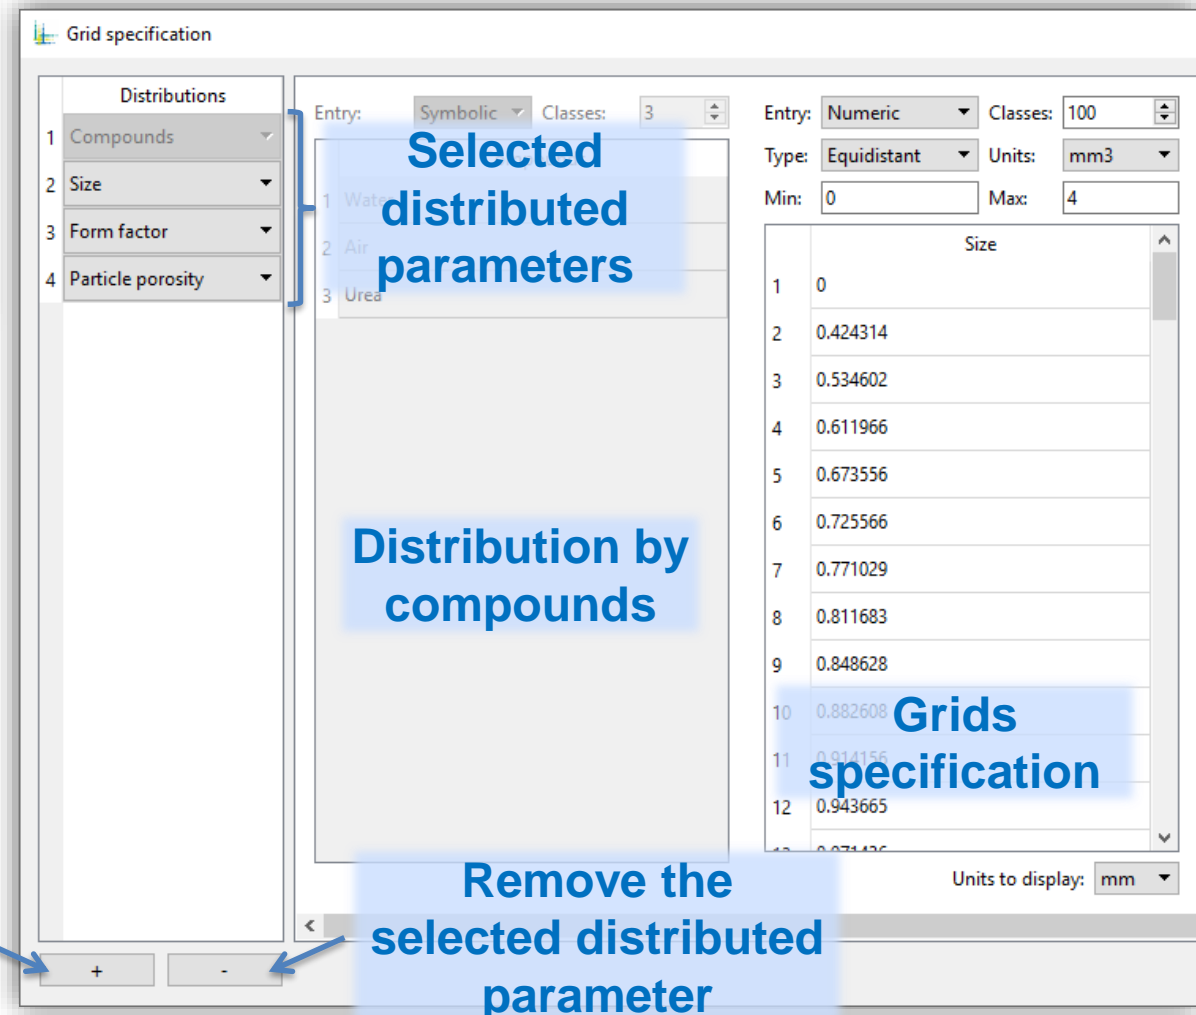 Grid specification
Distributions
1 Compounds
2 Size
3 Form factor
4 Particle porosity
+ -
Entry: Symbolic Classes: 3
1 Water
2 Air
3 Urea
Selected
distributed
parameters
Distribution by
compounds
Remove the
selected distributed
parameter
Entry: Numeric Classes: 100
Type: Equidistant Units: mm3
Min: 0 Max: 4
Size
1 0
2 0.424314
3 0.534602
4 0.611966
5 0.673556
6 0.725566
7 0.771029
8 0.811683
9 0.848628
10 0.882608
11 0.914156
12 0.943665
Grids
specification
Units to display: mm